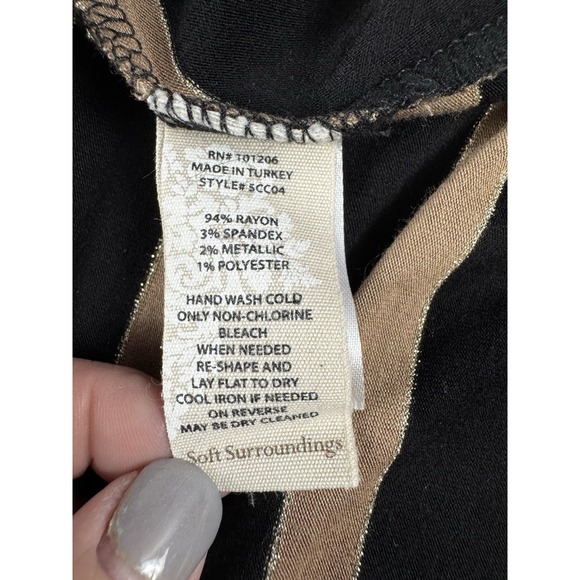 RN# 101206
MADE IN TURKEY
STYLE# SCC04
94% RAYON
3% SPANDEX
2% METALLIC
1% POLYESTER
HAND WASH COLD
ONLY NON-CHLORINE
BLEACH
WHEN NEEDED
RE-SHAPE AND
LAY FLAT TO DRY
COOL IRON IF NEEDED
ON REVERSE
MAY BE DRY CLEANED
Soft Surroundings